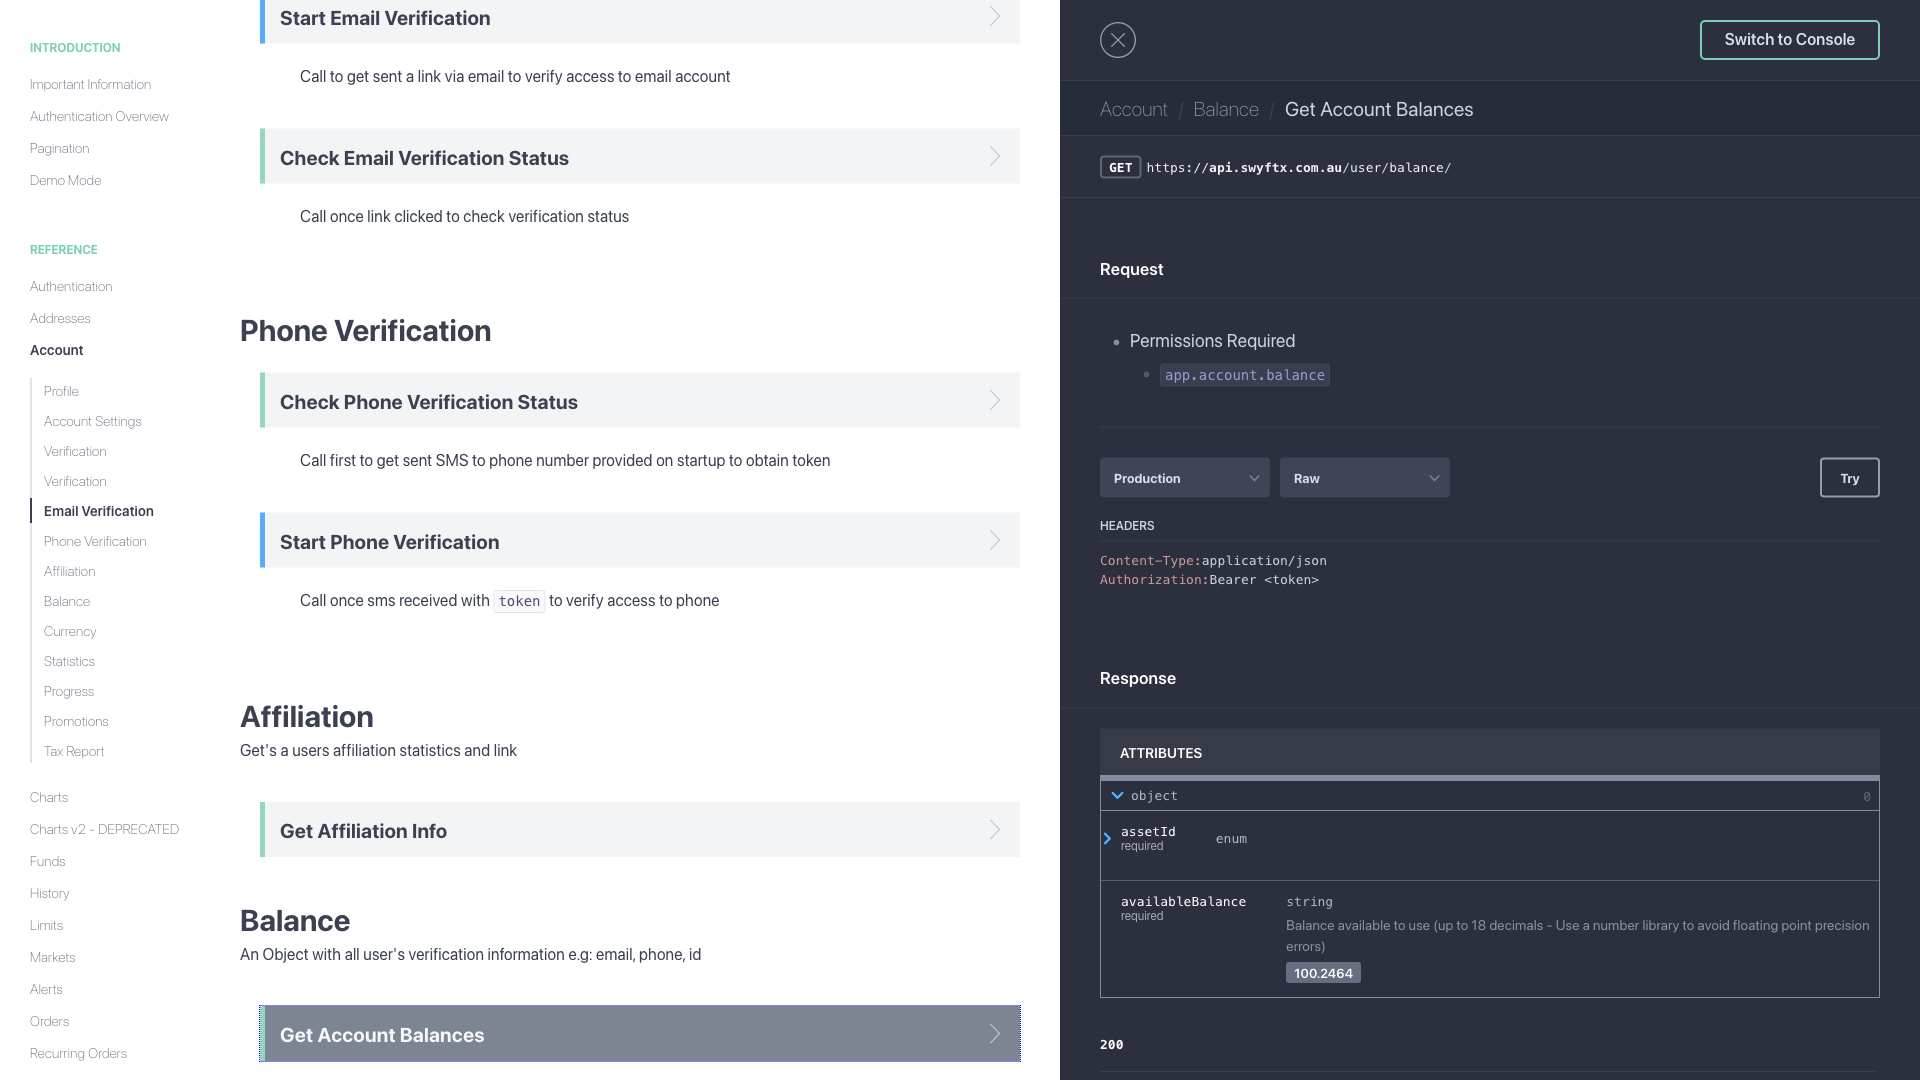 INTRODUCTION
Important Information
Authentication Overview
Pagination
Demo Mode
REFERENCE
Authentication
Addresses
Account
Profile
Account Settings
Verification
Verification
Email Verification
Phone Verification
Affiliation
Balance
Currency
Statistics
Progress
Promotions
Tax Report
Charts
Charts v2 - DEPRECATED
Funds
History
Limits
Markets
Alerts
Orders
Recurring Orders
Start Email Verification
Call to get sent a link via email to verify access to email account
Check Email Verification Status
Call once link clicked to check verification status
Phone Verification
Check Phone Verification Status
Call first to get sent SMS to phone number provided on startup to obtain token
Start Phone Verification
Call once sms received with token to verify access to phone
Affiliation
Get's a users affiliation statistics and link
Get Affiliation Info
Balance
An Object with all user's verification information e.g: email, phone, id
Get Account Balances
Switch to Console
Account / Balance / Get Account Balances
GET https://api.swyftx.com.au/user/balance/
Request
Permissions Required
app.account.balance
Production Raw Try
HEADERS
Content-Type:application/json
Authorization:Bearer <token>
Response
ATTRIBUTES
object 0
assetId enum
required
availableBalance string
required
Balance available to use (up to 18 decimals - Use a number library to avoid floating point precision
errors)
100.2464
200